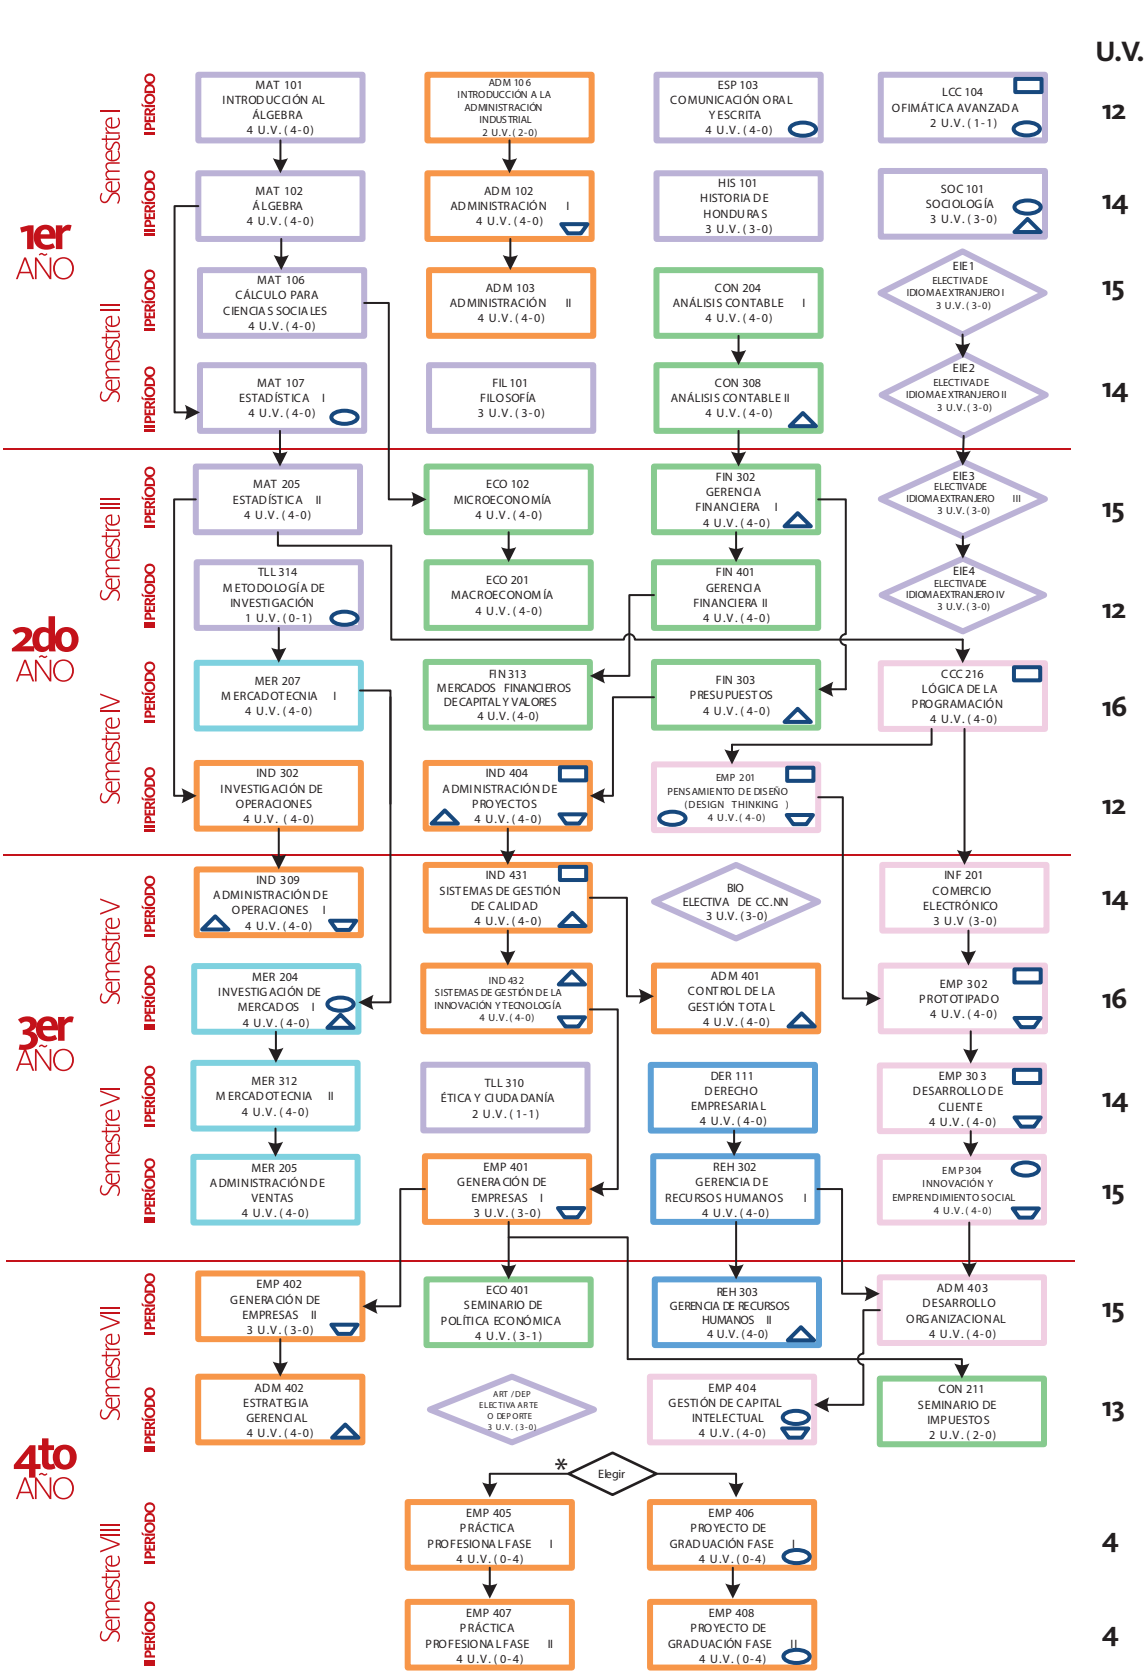 U.V.
1er
AÑO
Semestre I
I PERÍODO
MAT 101
INTRODUCCIÓN AL
ÁLGEBRA
4 U.V. (4-0)
ADM 106
INTRODUCCIÓN A LA
ADMINISTRACIÓN
INDUSTRIAL
2 U.V. (2-0)
ESP 103
COMUNICACIÓN ORAL
Y ESCRITA
4 U.V. (4-0)
LCC 104
OFIMÁTICA AVANZADA
2 U.V. (1-1)
12
II PERÍODO
MAT 102
ÁLGEBRA
4 U.V. (4-0)
ADM 102
ADMINISTRACIÓN I
4 U.V. (4-0)
HIS 101
HISTORIA DE
HONDURAS
3 U.V. (3-0)
SOC 101
SOCIOLOGÍA
3 U.V. (3-0)
14
Semestre II
I PERÍODO
MAT 106
CÁLCULO PARA
CIENCIAS SOCIALES
4 U.V. (4-0)
ADM 103
ADMINISTRACIÓN II
4 U.V. (4-0)
CON 204
ANÁLISIS CONTABLE I
4 U.V. (4-0)
EIE1
ELECTIVA DE
IDIOMA EXTRANJERO I
3 U.V. (3-0)
15
II PERÍODO
MAT 107
ESTADÍSTICA I
4 U.V. (4-0)
FIL 101
FILOSOFÍA
3 U.V. (3-0)
CON 308
ANÁLISIS CONTABLE II
4 U.V. (4-0)
EIE2
ELECTIVA DE
IDIOMA EXTRANJERO II
3 U.V. (3-0)
14
2do
AÑO
Semestre III
I PERÍODO
MAT 205
ESTADÍSTICA II
4 U.V. (4-0)
ECO 102
MICROECONOMÍA
4 U.V. (4-0)
FIN 302
GERENCIA
FINANCIERA I
4 U.V. (4-0)
EIE3
ELECTIVA DE
IDIOMA EXTRANJERO III
3 U.V. (3-0)
15
II PERÍODO
TLL 314
METODOLOGÍA DE
INVESTIGACIÓN
1 U.V. (0-1)
ECO 201
MACROECONOMÍA
4 U.V. (4-0)
FIN 401
GERENCIA
FINANCIERA II
4 U.V. (4-0)
EIE4
ELECTIVA DE
IDIOMA EXTRANJERO IV
3 U.V. (3-0)
12
Semestre IV
I PERÍODO
MER 207
MERCADOTECNIA I
4 U.V. (4-0)
FIN 313
MERCADOS FINANCIEROS
DE CAPITAL Y VALORES
4 U.V. (4-0)
FIN 303
PRESUPUESTOS
4 U.V. (4-0)
CCC 216
LÓGICA DE LA
PROGRAMACIÓN
4 U.V. (4-0)
16
II PERÍODO
IND 302
INVESTIGACIÓN DE
OPERACIONES
4 U.V. (4-0)
IND 404
ADMINISTRACIÓN DE
PROYECTOS
4 U.V. (4-0)
EMP 201
PENSAMIENTO DE DISEÑO
(DESIGN THINKING )
4 U.V. (4-0)
12
3er
AÑO
Semestre V
I PERÍODO
IND 309
ADMINISTRACIÓN DE
OPERACIONES I
4 U.V. (4-0)
IND 431
SISTEMAS DE GESTIÓN
DE CALIDAD
4 U.V. (4-0)
BIO
ELECTIVA DE CC.NN
3 U.V. (3-0)
INF 201
COMERCIO
ELECTRÓNICO
3 U.V (3-0)
14
II PERÍODO
MER 204
INVESTIGACIÓN DE
MERCADOS I
4 U.V. (4-0)
IND 432
SISTEMAS DE GESTIÓN DE LA
INNOVACIÓN Y TECNOLOGÍA
4 U.V. (4-0)
ADM 401
CONTROL DE LA
GESTIÓN TOTAL
4 U.V. (4-0)
EMP 302
PROTOTIPADO
4 U.V. (4-0)
16
Semestre VI
I PERÍODO
MER 312
MERCADOTECNIA II
4 U.V. (4-0)
TLL 310
ÉTICA Y CIUDADANÍA
2 U.V. (1-1)
DER 111
DERECHO
EMPRESARIAL
4 U.V. (4-0)
EMP 303
DESARROLLO DE
CLIENTE
4 U.V. (4-0)
14
II PERÍODO
MER 205
ADMINISTRACIÓN DE
VENTAS
4 U.V. (4-0)
EMP 401
GENERACIÓN DE
EMPRESAS I
3 U.V. (3-0)
REH 302
GERENCIA DE
RECURSOS HUMANOS I
4 U.V. (4-0)
EMP 304
INNOVACIÓN Y
EMPRENDIMIENTO SOCIAL
4 U.V. (4-0)
15
4to
AÑO
Semestre VII
I PERÍODO
EMP 402
GENERACIÓN DE
EMPRESAS II
3 U.V. (3-0)
ECO 401
SEMINARIO DE
POLÍTICA ECONÓMICA
4 U.V. (3-1)
REH 303
GERENCIA DE RECURSOS
HUMANOS II
4 U.V. (4-0)
ADM 403
DESARROLLO
ORGANIZACIONAL
4 U.V. (4-0)
15
II PERÍODO
ADM 402
ESTRATEGIA
GERENCIAL
4 U.V. (4-0)
ART /DEP
ELECTIVA ARTE
O DEPORTE
3 U.V. (3-0)
EMP 404
GESTIÓN DE CAPITAL
INTELECTUAL
4 U.V. (4-0)
CON 211
SEMINARIO DE
IMPUESTOS
2 U.V. (2-0)
13
*
Elegir
Semestre VIII
I PERÍODO
EMP 405
PRÁCTICA
PROFESIONAL FASE I
4 U.V. (0-4)
EMP 406
PROYECTO DE
GRADUACIÓN FASE I
4 U.V. (0-4)
4
II PERÍODO
EMP 407
PRÁCTICA
PROFESIONAL FASE II
4 U.V. (0-4)
EMP 408
PROYECTO DE
GRADUACIÓN FASE II
4 U.V. (0-4)
4